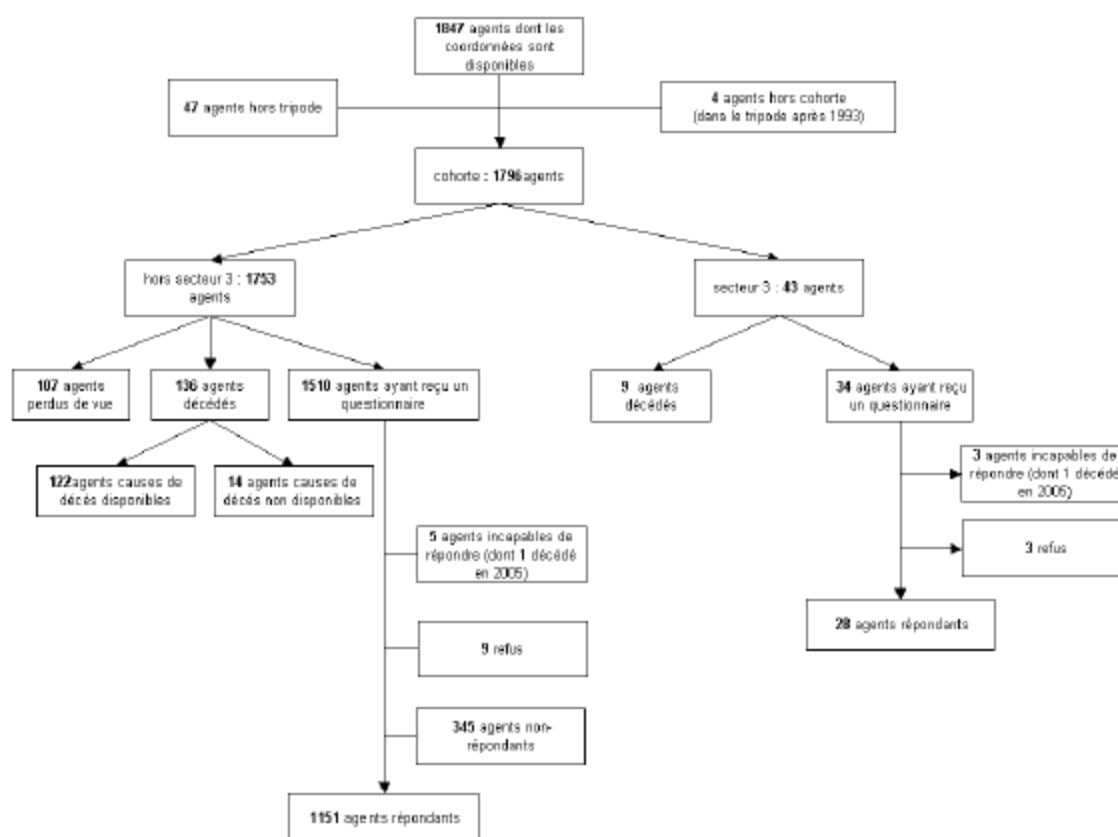 1847 agents dont les
coordonnées sont
disponibles
47 agents hors tripode
4 agents hors cohorte
(dans le tripode après 1993)
cohorte : 1796agents
hors secteur 3 : 1753
agents
secteur 3 : 43 agents
107 agents
perdus de vue
136 agents
décédés
1510 agents ayant reçu un
questionnaire
9 agents
décédés
34 agents ayant reçu
un questionnaire
122agents causes de
décés disponibles
14 agents causes de
décés non disponibles
3 agents incapables de
répondre (dont 1 décédé
en 2005)
5 agents incapables de
répondre (dont 1 décédé
en 2005)
3 refus
28 agents répondants
9 refus
345 agents non-
répondants
1151 agents répondants